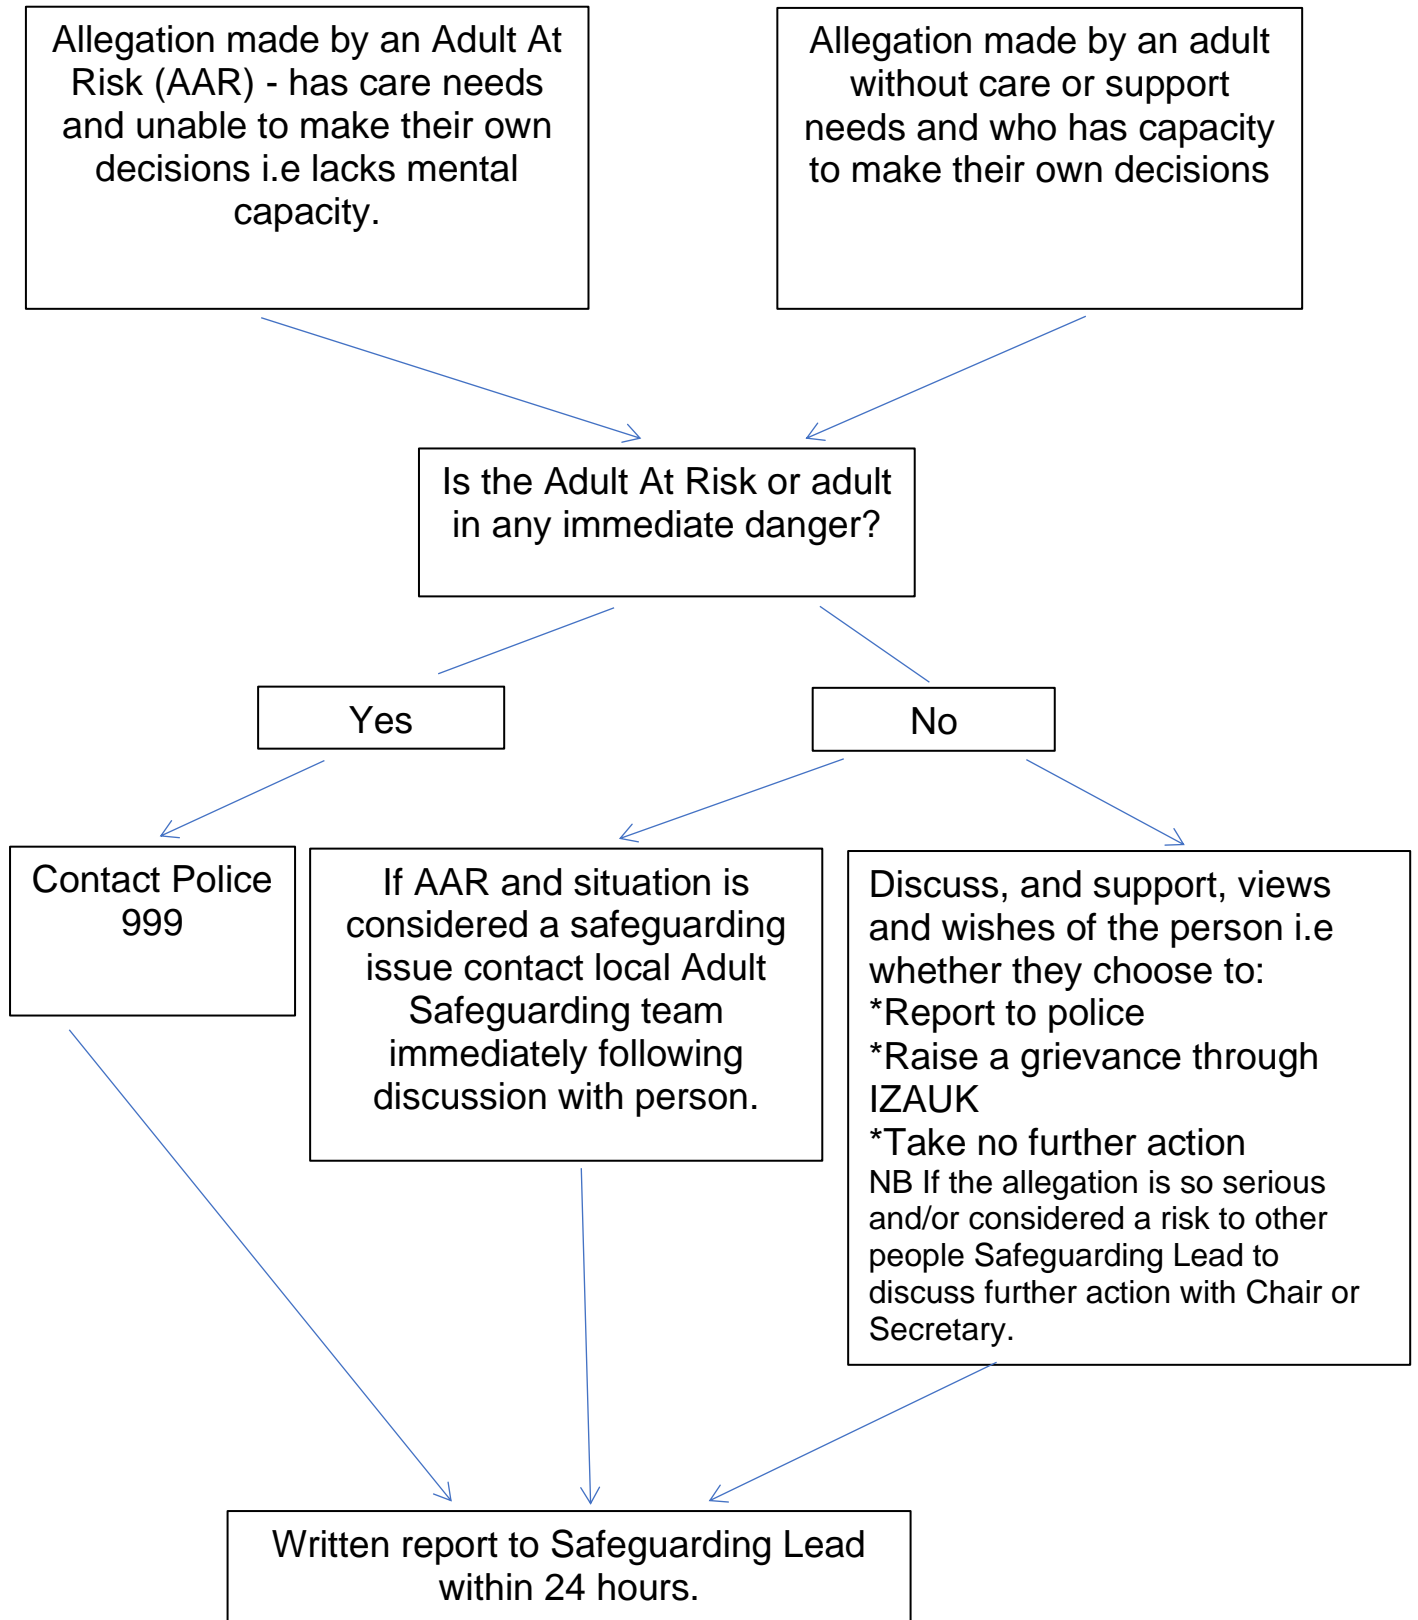 Allegation made by an Adult At
Risk (AAR) - has care needs
and unable to make their own
decisions i.e lacks mental
capacity.
Allegation made by an adult
without care or support
needs and who has capacity
to make their own decisions
Is the Adult At Risk or adult
in any immediate danger?
Yes
No
Contact Police
999
If AAR and situation is
considered a safeguarding
issue contact local Adult
Safeguarding team
immediately following
discussion with person.
Discuss, and support, views
and wishes of the person i.e
whether they choose to:
*Report to police
*Raise a grievance through
IZAUK
*Take no further action
NB If the allegation is so serious
and/or considered a risk to other
people Safeguarding Lead to
discuss further action with Chair or
Secretary.
Written report to Safeguarding Lead
within 24 hours.